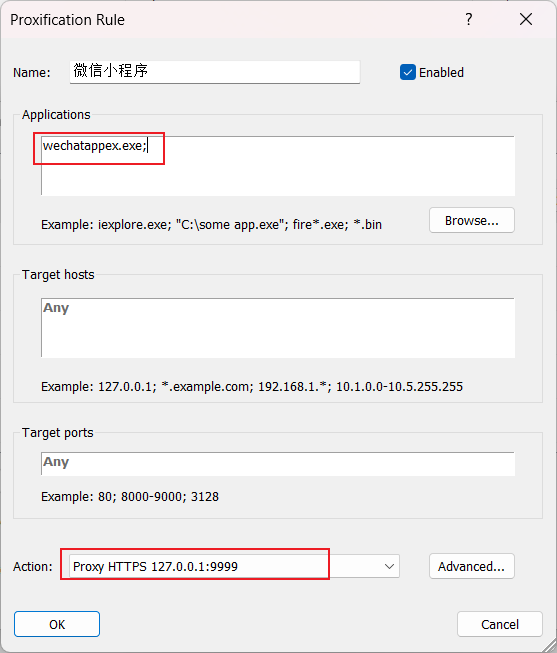 Proxification Rule
?
Name: 微信小程序 Enabled
Applications
wechatappex.exe;
Example: iexplore.exe; "C:\some app.exe"; fire*.exe; *.bin Browse...
Target hosts
Any
Example: 127.0.0.1; *.example.com; 192.168.1.*; 10.1.0.0-10.5.255.255
Target ports
Any
Example: 80; 8000-9000; 3128
Action: Proxy HTTPS 127.0.0.1:9999 Advanced...
OK Cancel